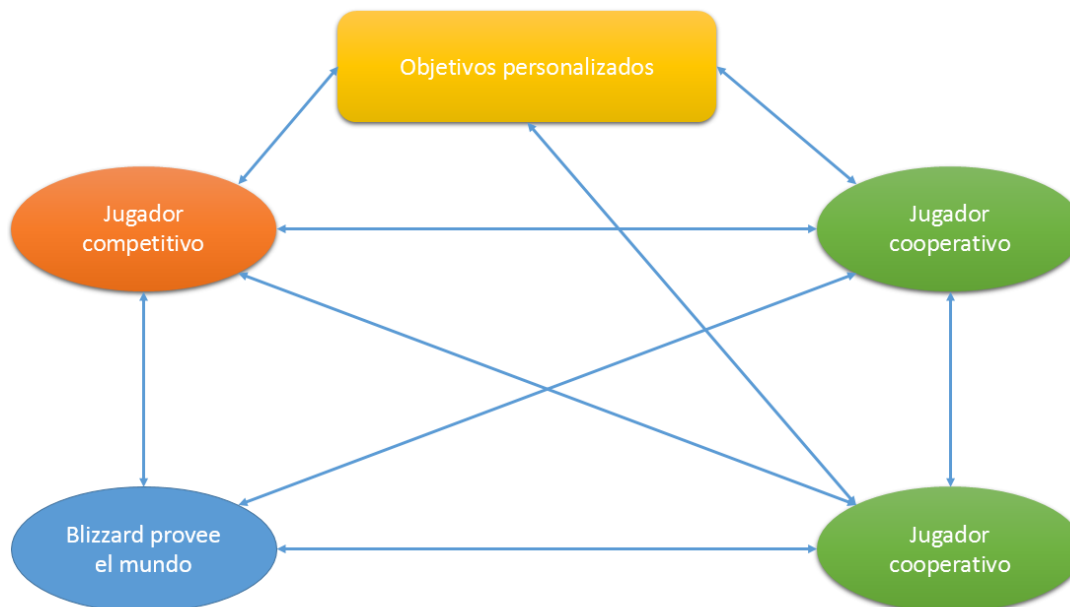 Objetivos personalizados
Jugador
competitivo
Jugador
cooperativo
Blizzard provee
el mundo
Jugador
cooperativo